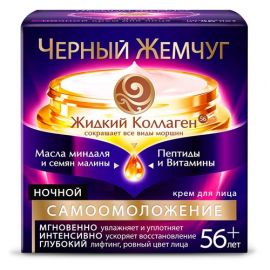 ЧЕРНЫЙ ЖЕМЧУГ
Жидкий Коллаген 56
сокращает все виды морщин
Масла миндаля и семян малины
Пептиды и Витамины
НОЧНОЙ
крем для лица
САМООМОЛОЖЕНИЕ
МГНОВЕННО увлажняет и уплотняет
ИНТЕНСИВНО ускоряет восстановление
ГЛУБОКИЙ лифтинг, ровный цвет лица
56+ лет